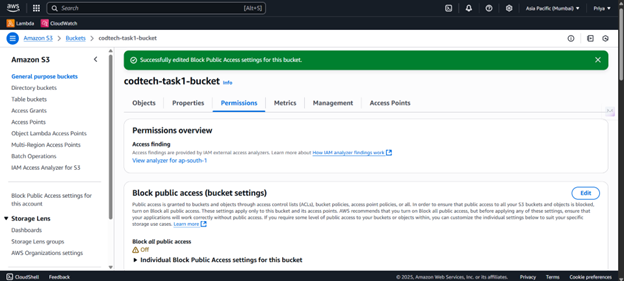 aws
Search
[Alt+S]
Asia Pacific (Mumbai)
Priya
Lambda
CloudWatch
Amazon S3
Buckets
codtech-task1-bucket
Amazon S3
General purpose buckets
Directory buckets
Table buckets
Access Grants
Access Points
Object Lambda Access Points
Multi-Region Access Points
Batch Operations
IAM Access Analyzer for S3
Block Public Access settings for
this account
Storage Lens
Dashboards
Storage Lens groups
AWS Organizations settings
Successfully edited Block Public Access settings for this bucket.
codtech-task1-bucket Info
Objects
Properties
Permissions
Metrics
Management
Access Points
Permissions overview
Access finding
Access findings are provided by IAM external access analyzers. Learn more about How IAM analyzer findings work
View analyzer for ap-south-1
Block public access (bucket settings)
Edit
Public access is granted to buckets and objects through access control lists (ACLs), bucket policies, access point policies, or all. In order to ensure that public access to all your S3 buckets and objects is blocked,
turn on Block all public access. These settings apply only to this bucket and its access points. AWS recommends that you turn on Block all public access, but before applying any of these settings, ensure that
your applications will work correctly without public access. If you require some level of public access to your buckets or objects within, you can customize the individual settings below to suit your specific
storage use cases. Learn more
Block all public access
Off
Individual Block Public Access settings for this bucket
CloudShell
Feedback
© 2025, Amazon Web Services, Inc. or its affiliates.
Privacy
Terms
Cookie preferences